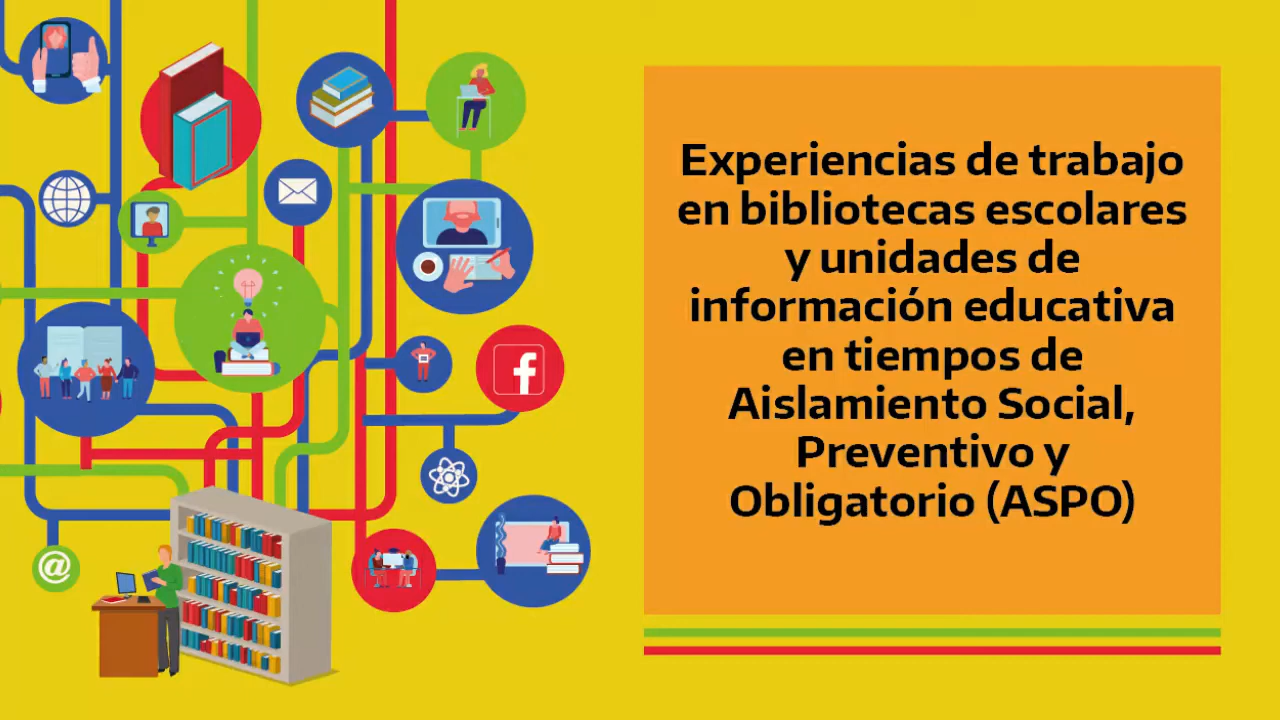 Experiencias de trabajo
en bibliotecas escolares
y unidades de
información educativa
en tiempos de
Aislamiento Social,
Preventivo y
Obligatorio (ASPO)
f
@